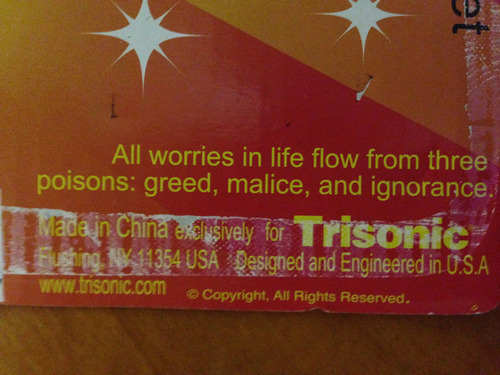 et
All worries in life flow from three
poisons: greed, malice, and ignorance.
Made in China exclusively for Trisonic
Flushing, NY 11354 USA Designed and Engineered in U.S.A
www.trisonic.com © Copyright, All Rights Reserved.